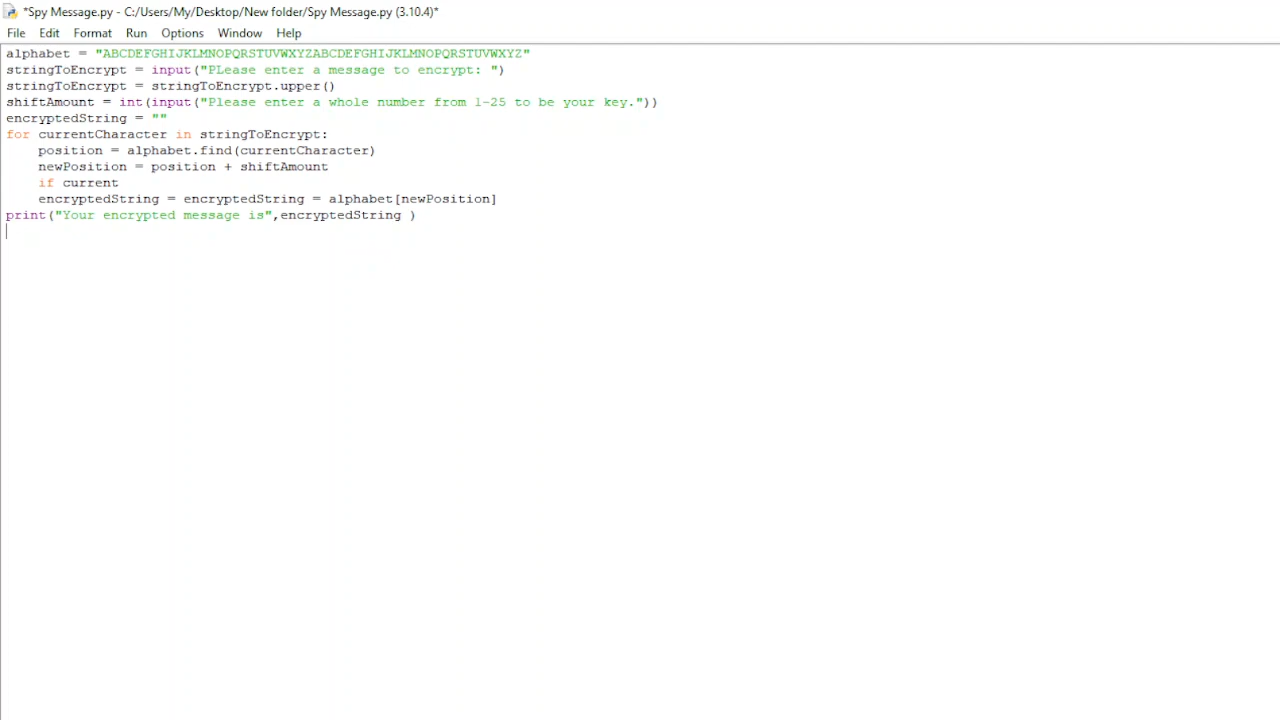 *Spy Message.py - C:/Users/My/Desktop/New folder/Spy Message.py (3.10.4)*
File Edit Format Run Options Window Help
alphabet = "ABCDEFGHIJKLMNOPQRSTUVWXYZABCDEFGHIJKLMNOPQRSTUVWXYZ"
stringToEncrypt = input("PLease enter a message to encrypt: ")
stringToEncrypt = stringToEncrypt.upper()
shiftAmount = int(input("Please enter a whole number from 1-25 to be your key."))
encryptedString = ""
for currentCharacter in stringToEncrypt:
    position = alphabet.find(currentCharacter)
    newPosition = position + shiftAmount
    if current
    encryptedString = encryptedString = alphabet[newPosition]
print("Your encrypted message is",encryptedString )